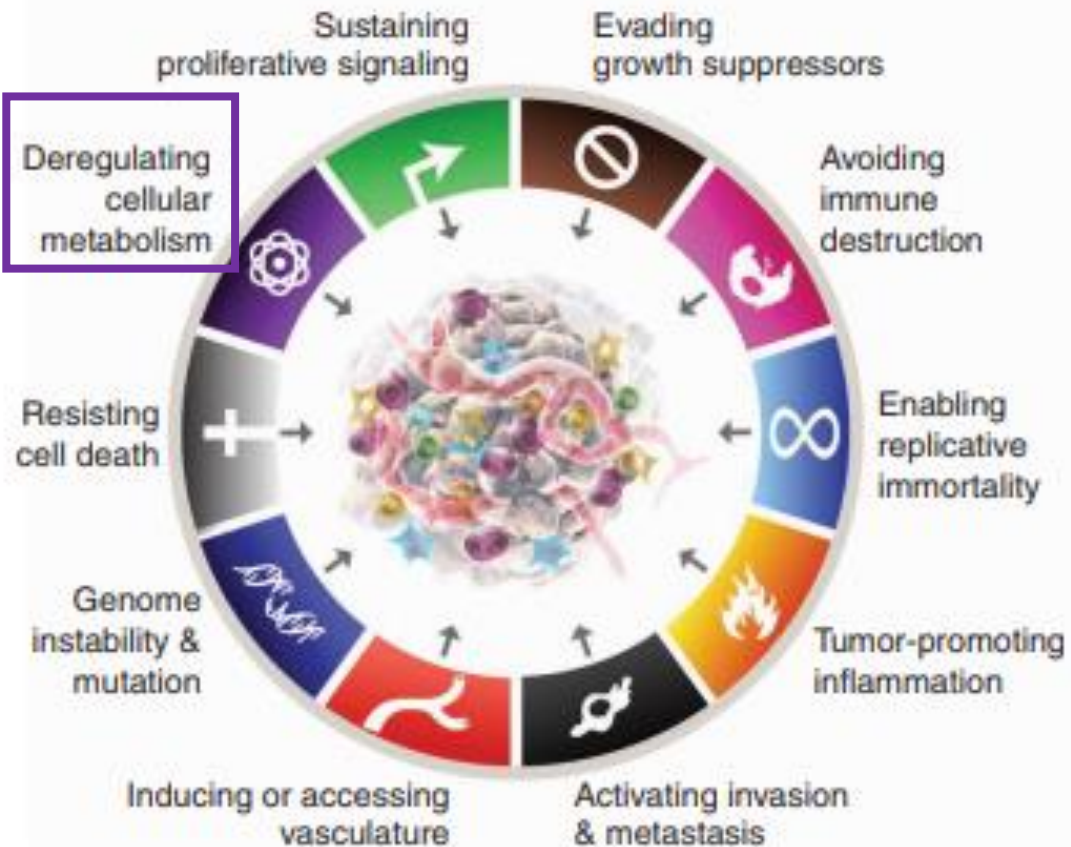 Sustaining
proliferative signaling
Evading
growth suppressors
Deregulating
cellular
metabolism
Avoiding
immune
destruction
Resisting
cell death
Enabling
replicative
immortality
Genome
instability &
mutation
Tumor-promoting
inflammation
Inducing or accessing
vasculature
Activating invasion
& metastasis